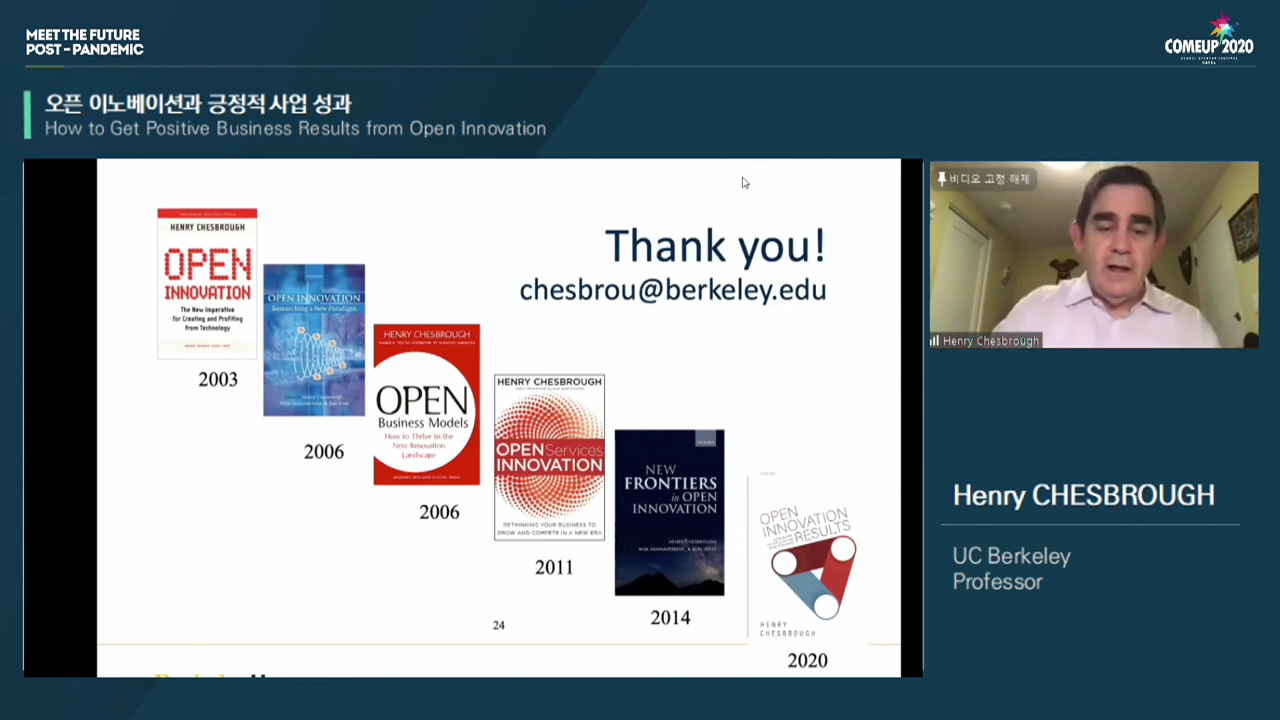 MEET THE FUTURE
POST-PANDEMIC
COMEUP 2020
오픈 이노베이션과 긍정적 사업 성과
How to Get Positive Business Results from Open Innovation
HENRY CHESBROUGH
OPEN
INNOVATION
The New Imperative
for Creating and Profiting
from Technology
2003
OPEN INNOVATION
Researching a New Paradigm
2006
HENRY CHESBROUGH
OPEN
Business Models
How to Thrive in the
New Innovation
Landscape
2006
HENRY CHESBROUGH
OPEN Services
INNOVATION
RETHINKING YOUR BUSINESS TO
GROW AND COMPETE IN A NEW ERA
2011
NEW
FRONTIERS
in OPEN
INNOVATION
2014
OPEN
INNOVATION
RESULTS
HENRY
CHESBROUGH
2020
Thank you!
chesbrou@berkeley.edu
24
비디오 고정 해제
Henry Chesbrough
Henry CHESBROUGH
UC Berkeley
Professor